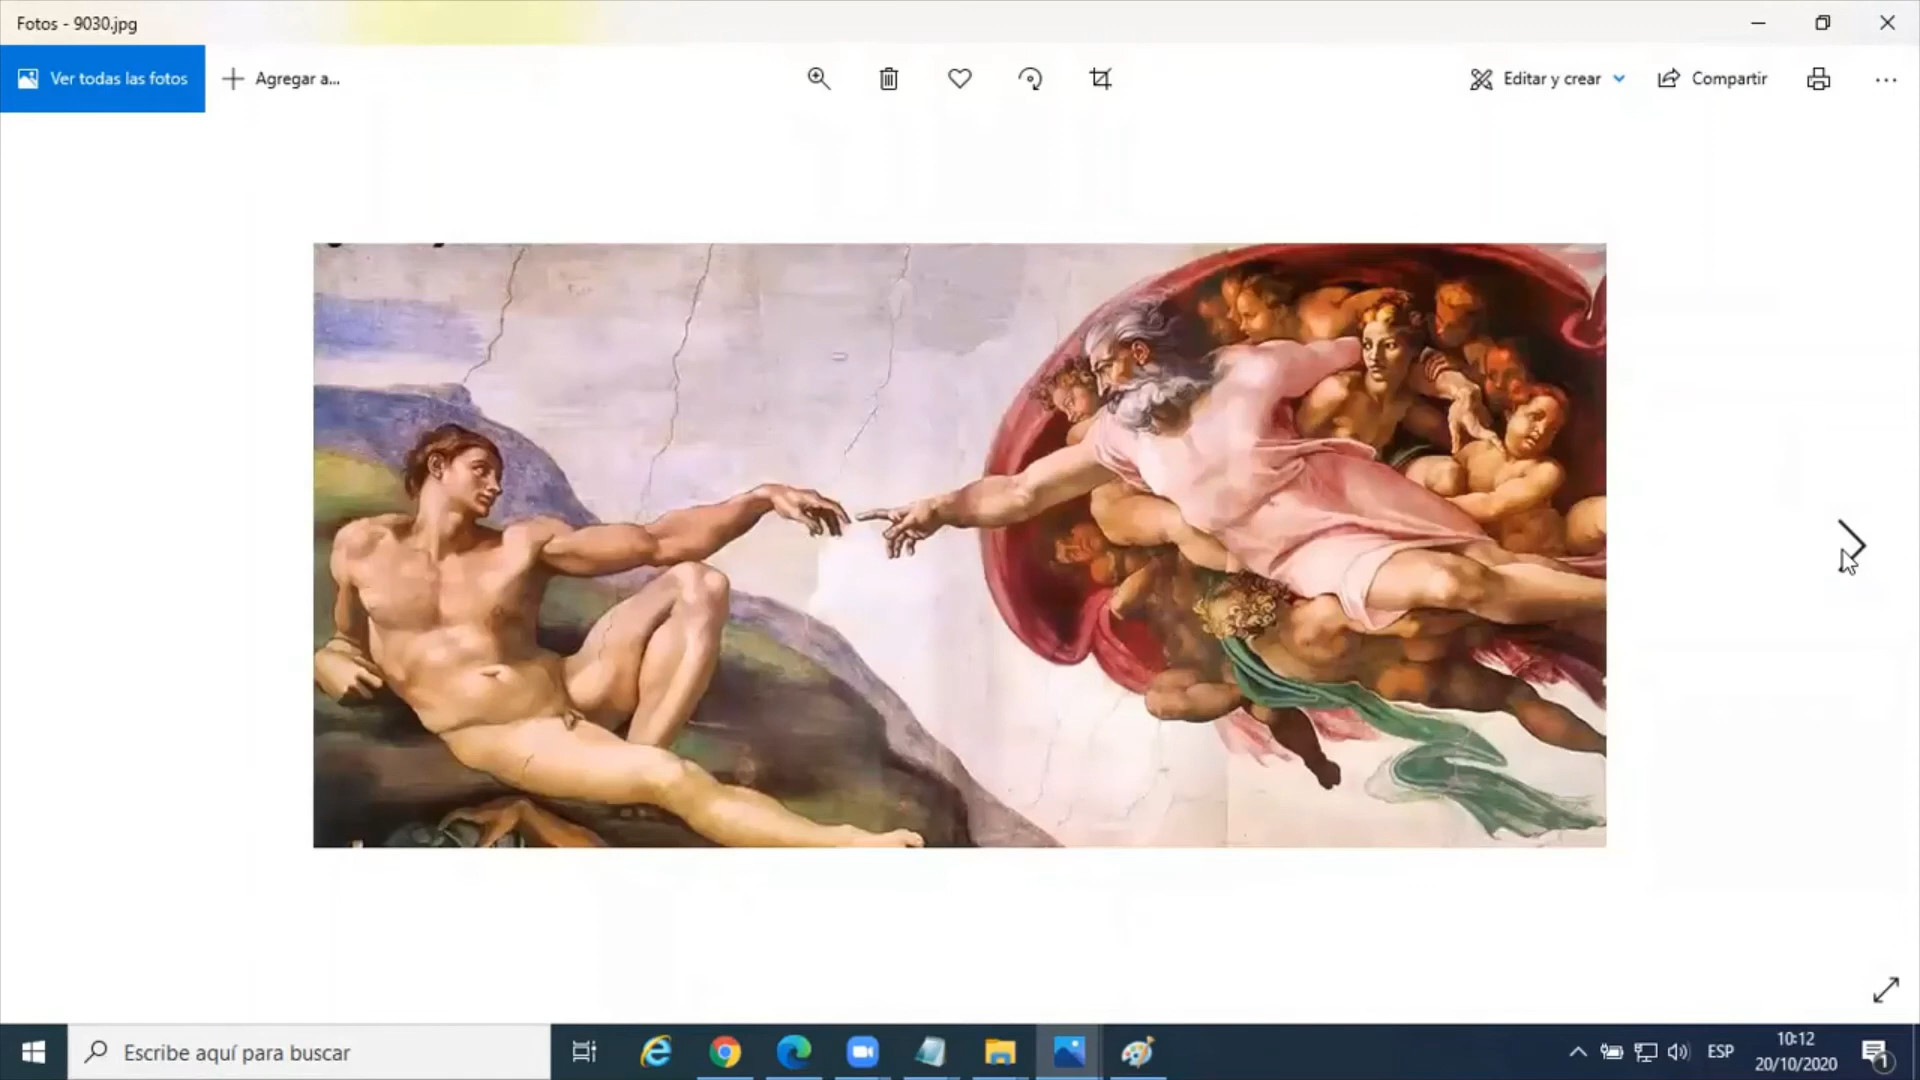 Fotos - 9030.jpg
Ver todas las fotos
Agregar a...
Editar y crear
Compartir
Escribe aquí para buscar
ESP
10:12
20/10/2020
1